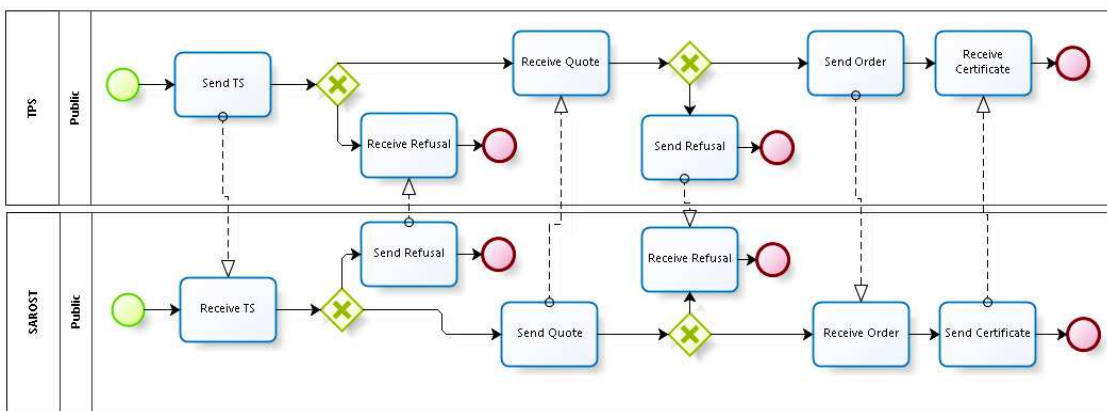 TPS
Public
Send TS
Receive Quote
Send Order
Receive
Certificate
Receive Refusal
Send Refusal
SAROST
Public
Send Refusal
Receive Refusal
Receive TS
Send Quote
Receive Order
Send Certificate